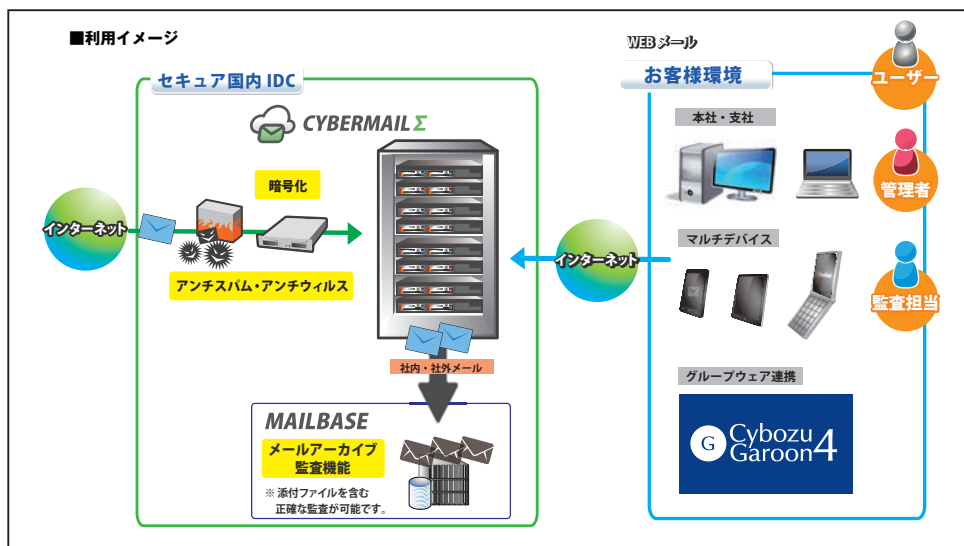 ■利用イメージ
セキュア国内 IDC
CYBERMAIL Σ
暗号化
インターネット
アンチスパム・アンチウィルス
社内・社外メール
MAILBASE
メールアーカイブ
監査機能
※ 添付ファイルを含む
正確な監査が可能です。
インターネット
WEBメール
お客様環境
本社・支社
マルチデバイス
グループウェア連携
G Cybozu
Garoon 4
ユーザー
管理者
監査担当